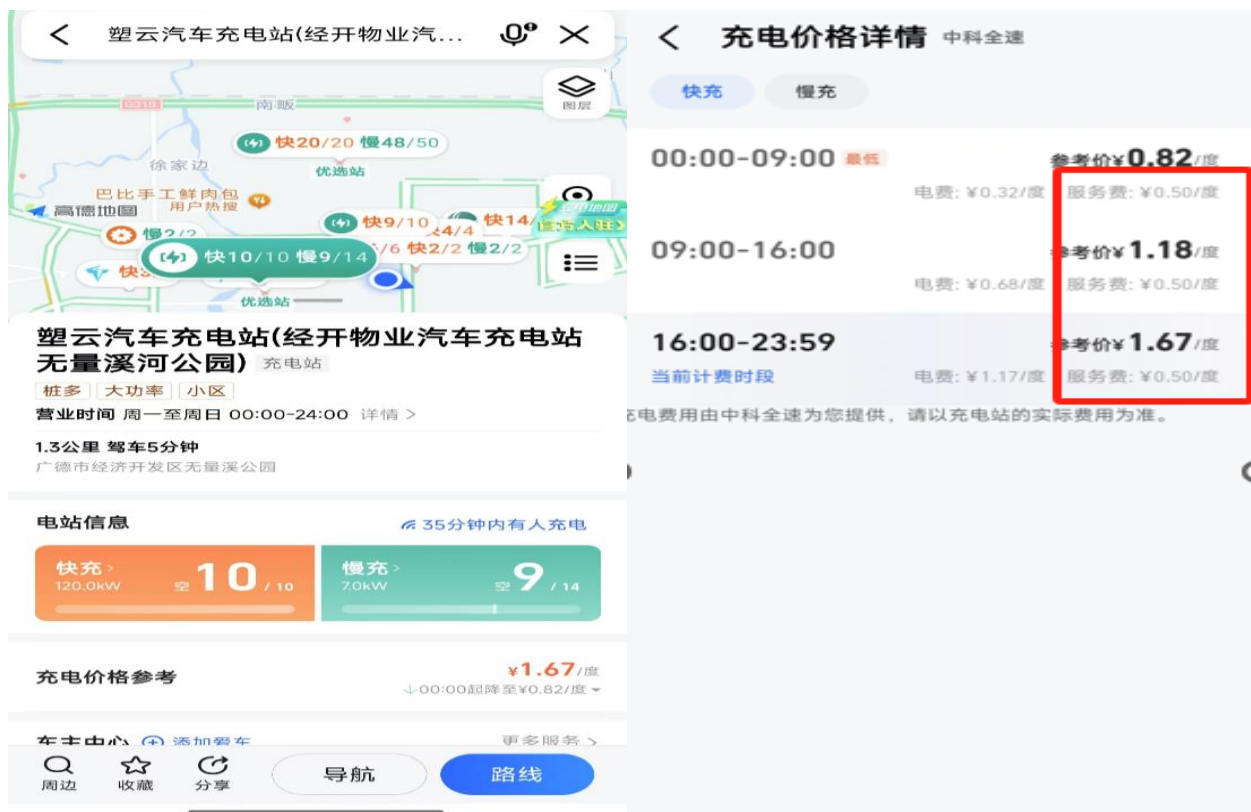 塑云汽车充电站(经开物业汽...
图层
G318
南畈
快20/20 慢48/50
优选站
徐家边
巴比手工鲜肉包
用户热搜
高德地图
快9/10
快14/
4/4
慢2/2
/6 快2/2 慢2/2
快10/10 慢9/14
优选站
塑云汽车充电站(经开物业汽车充电站
无量溪河公园) 充电站
桩多 大功率 小区
营业时间 周一至周日 00:00-24:00 详情 >
1.3公里 驾车5分钟
广德市经济开发区无量溪公园
电站信息
35分钟内有人充电
快充>
120.0kW
空10/10
慢充>
7.0kW
空9/14
充电价格参考
¥1.67/度
↓00:00起降至¥0.82/度
车主中心 添加爱车
更多服务 >
周边
收藏
分享
导航
路线
充电价格详情 中科全速
快充
慢充
00:00-09:00 最低
参考价¥0.82/度
电费: ¥0.32/度 服务费: ¥0.50/度
09:00-16:00
参考价¥1.18/度
电费: ¥0.68/度 服务费: ¥0.50/度
16:00-23:59
参考价¥1.67/度
当前计费时段
电费: ¥1.17/度 服务费: ¥0.50/度
电费用由中科全速为您提供，请以充电站的实际费用为准。